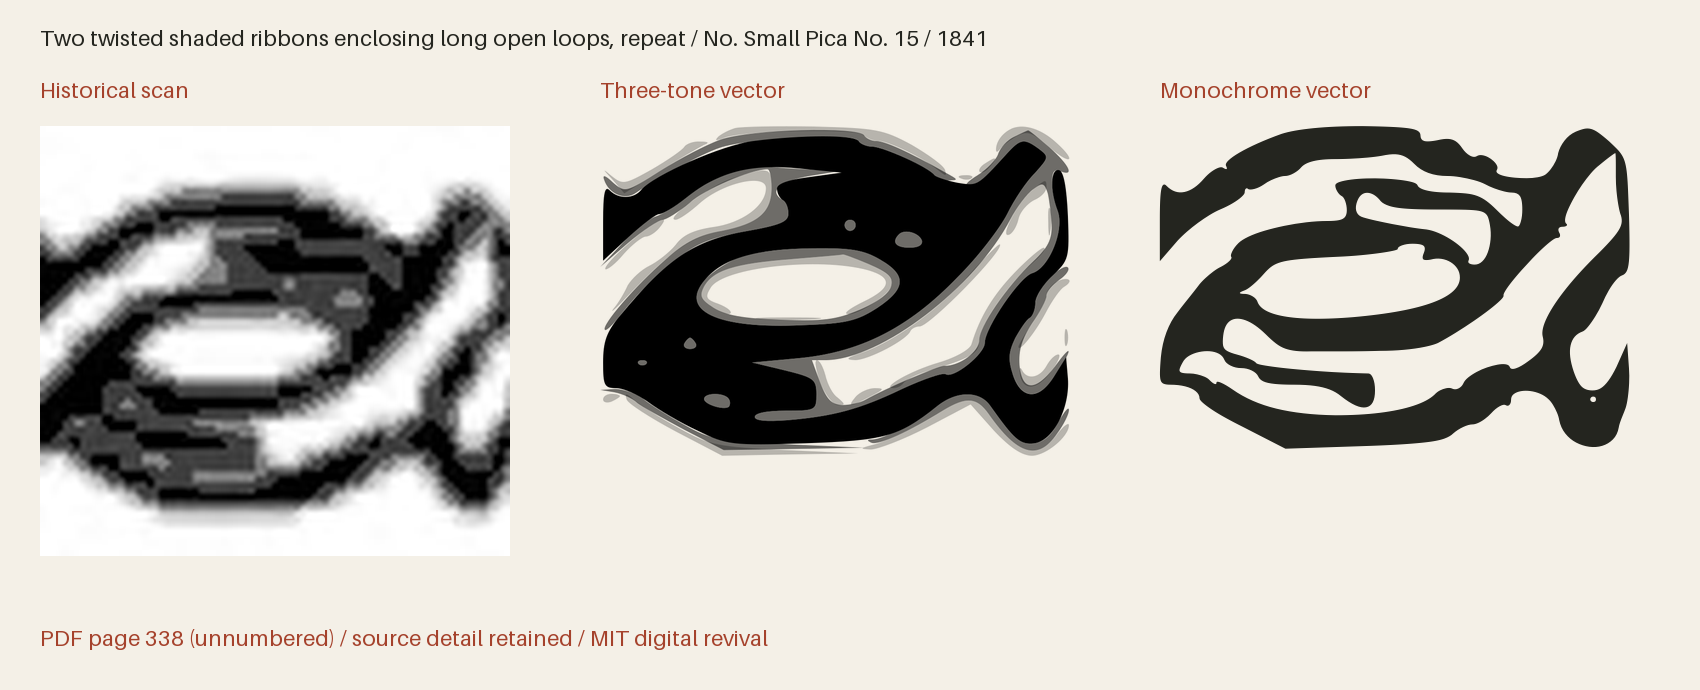 Two twisted shaded ribbons enclosing long open loops, repeat / No. Small Pica No. 15 / 1841
Historical scan
Three-tone vector
Monochrome vector
PDF page 338 (unnumbered) / source detail retained / MIT digital revival